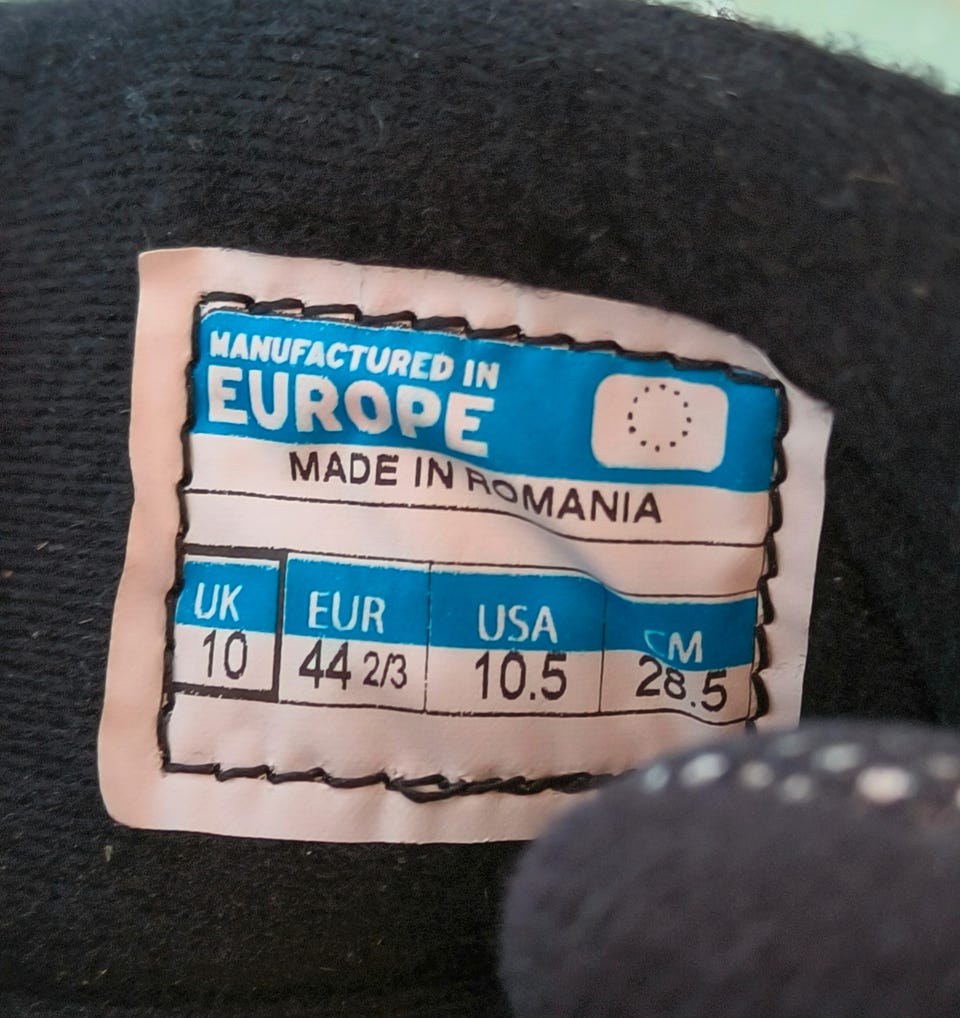 MANUFACTURED IN
EUROPE
MADE IN ROMANIA
UK EUR USA CM
10 44 2/3 10.5 28.5